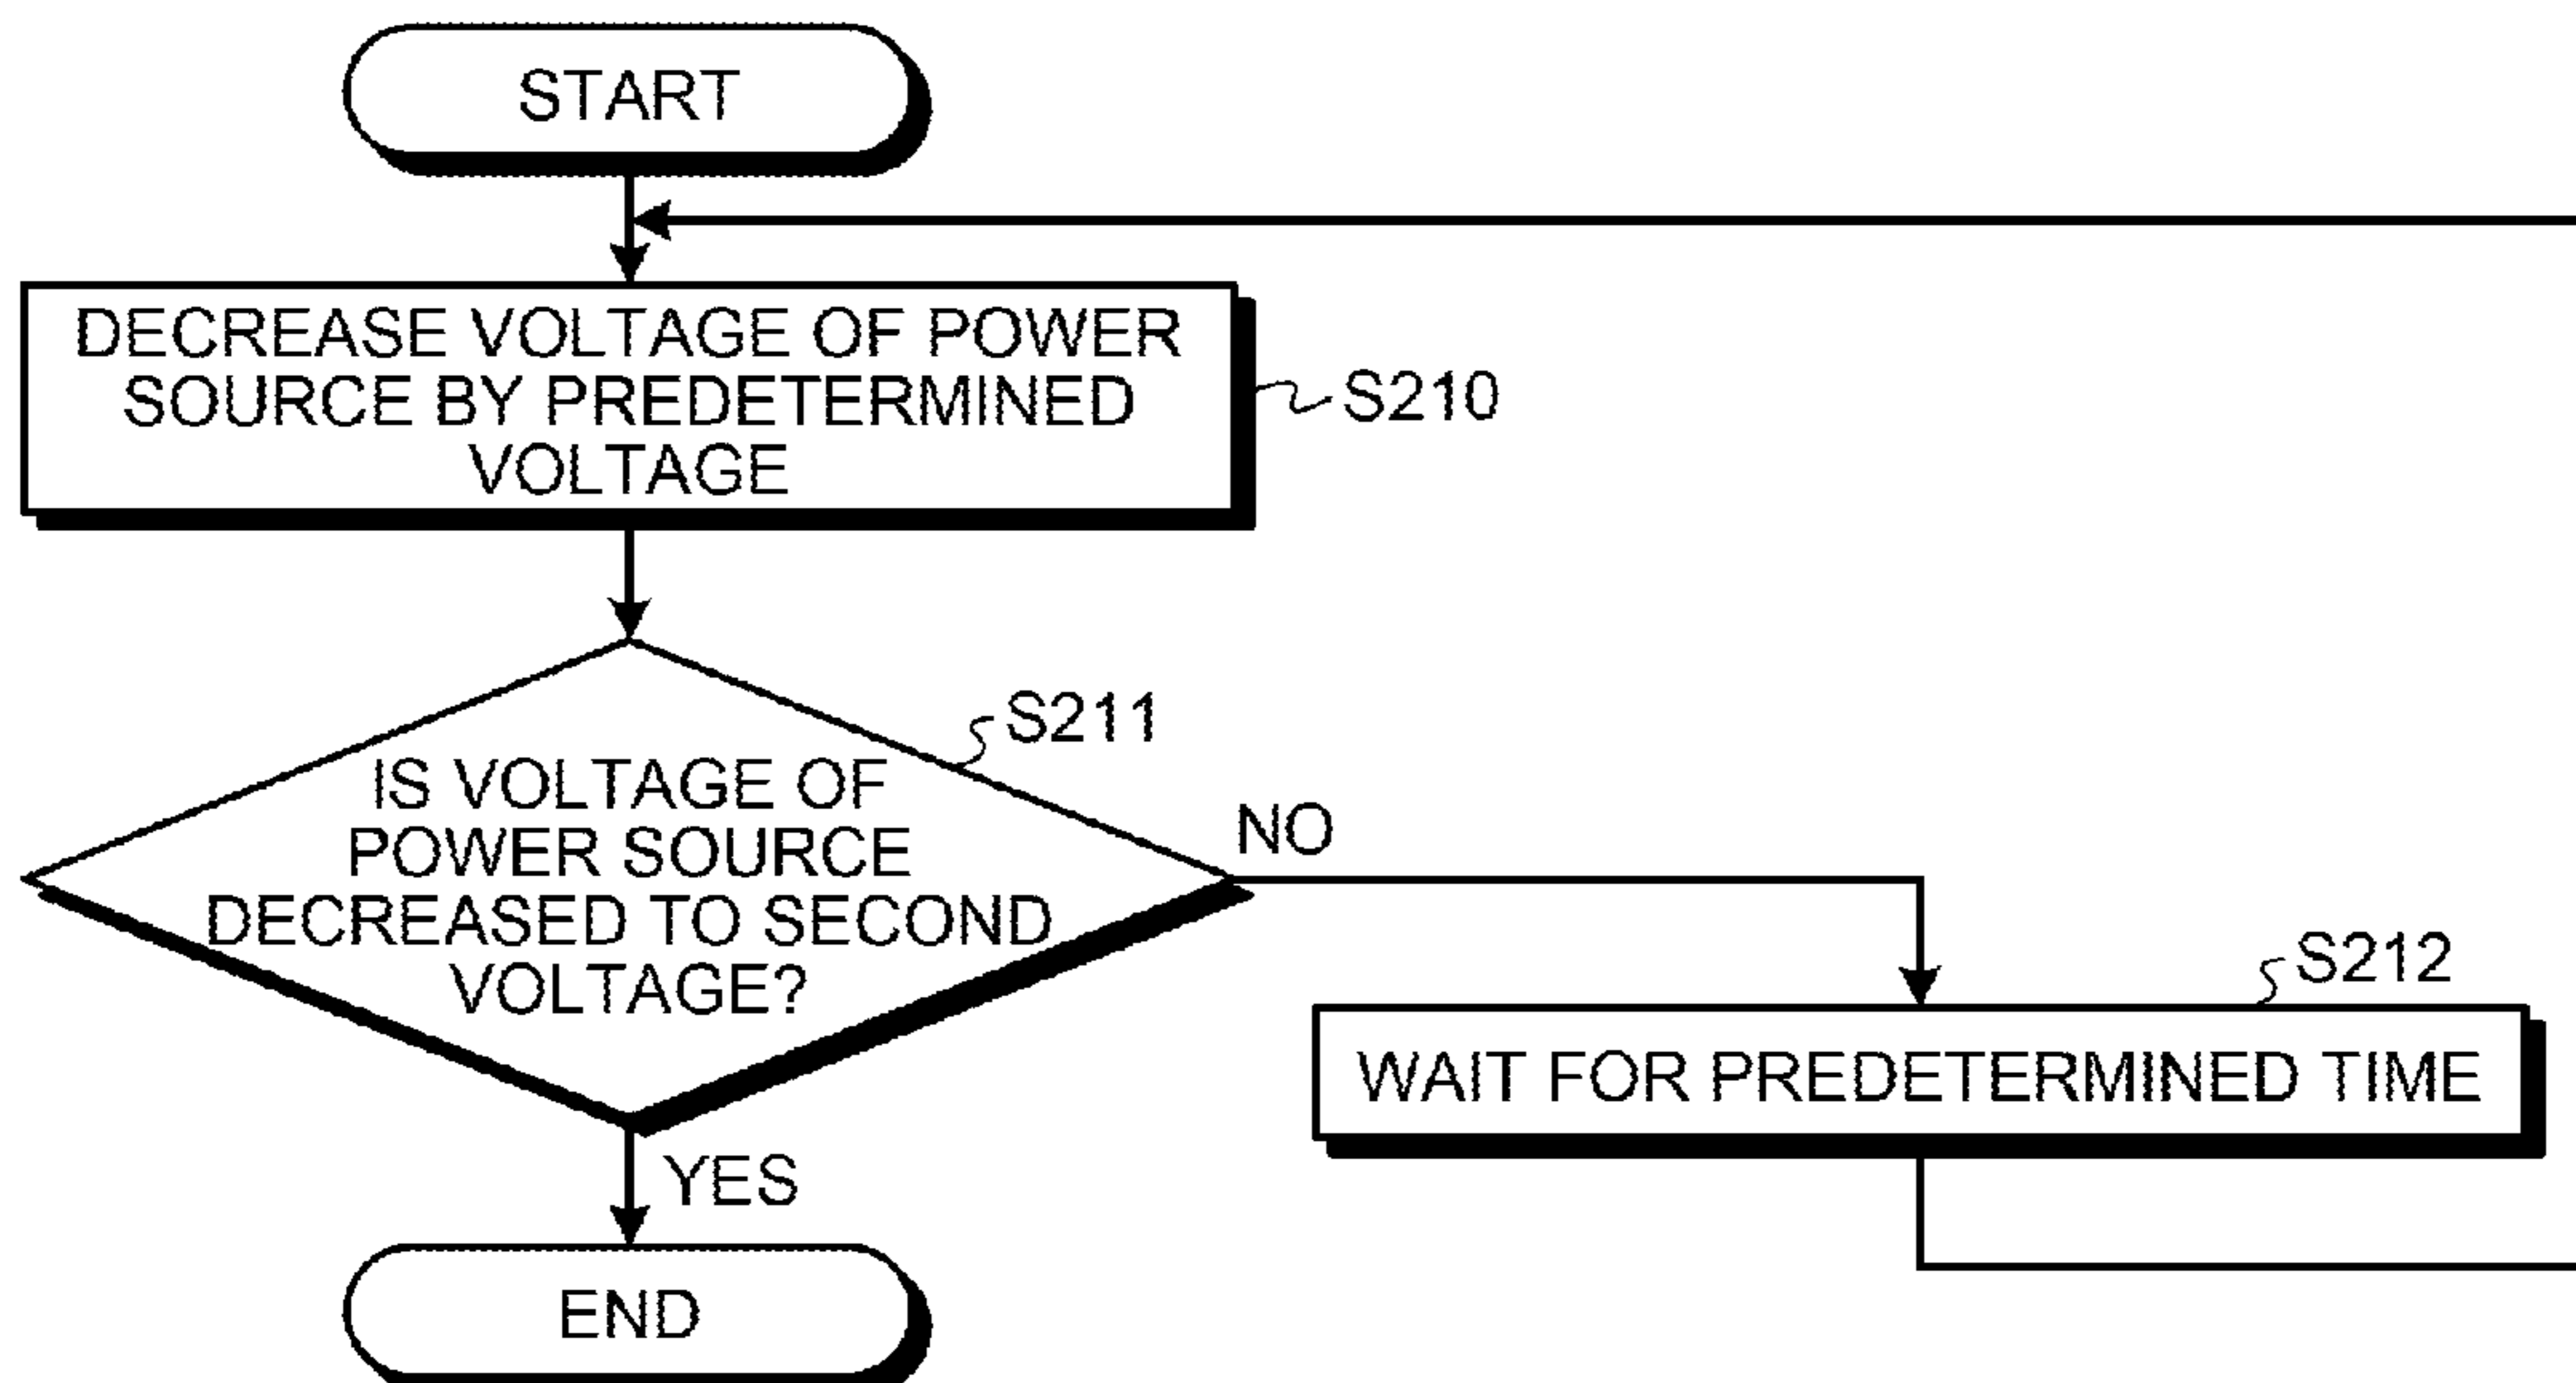 START
DECREASE VOLTAGE OF POWER
SOURCE BY PREDETERMINED
VOLTAGE
S210
S211
IS VOLTAGE OF
POWER SOURCE
DECREASED TO SECOND
VOLTAGE?
NO
S212
WAIT FOR PREDETERMINED TIME
YES
END